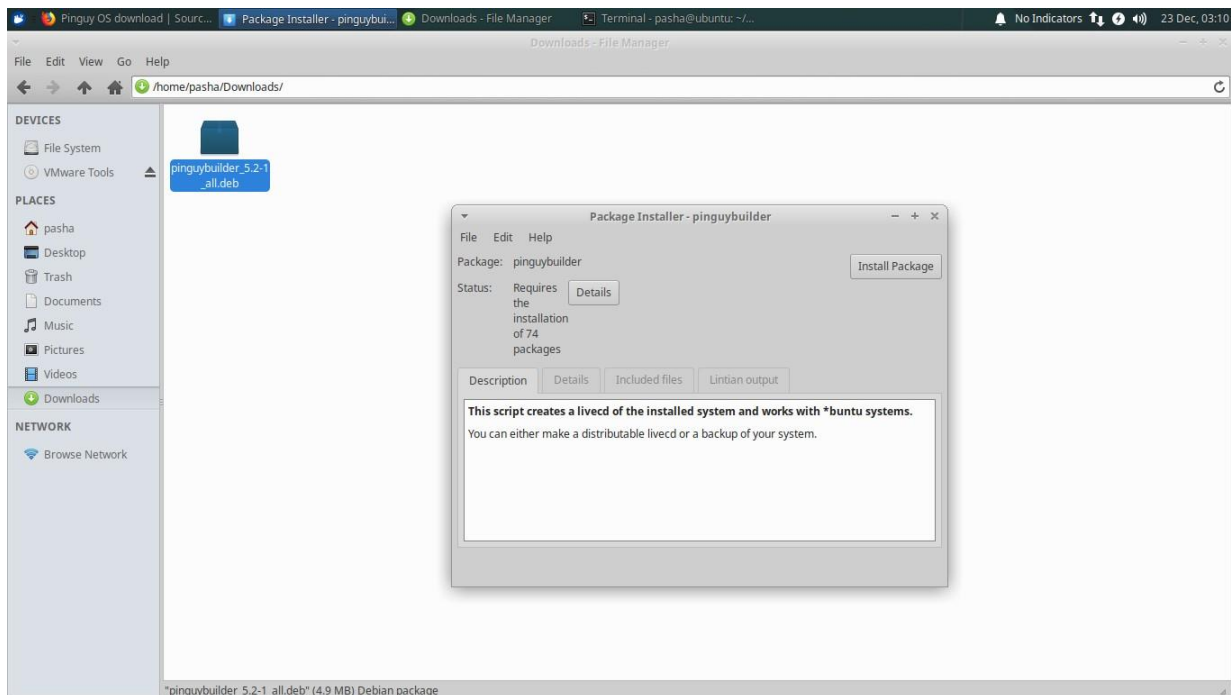 Pinguy OS download | Sourc...
Package Installer - pinguybui...
Downloads - File Manager
Terminal - pasha@ubuntu: ~/...
No Indicators
23 Dec, 03:10
Downloads - File Manager
File Edit View Go Help
/home/pasha/Downloads/
DEVICES
File System
VMware Tools
PLACES
pasha
Desktop
Trash
Documents
Music
Pictures
Videos
Downloads
NETWORK
Browse Network
pinguybuilder_5.2-1
_all.deb
Package Installer - pinguybuilder
File Edit Help
Package: pinguybuilder
Install Package
Status: Requires
the
installation
of 74
packages
Details
Description Details Included files Lintian output
This script creates a livecd of the installed system and works with *buntu systems.
You can either make a distributable livecd or a backup of your system.
"pinguybuilder_5.2-1_all.deb" (4.9 MB) Debian package